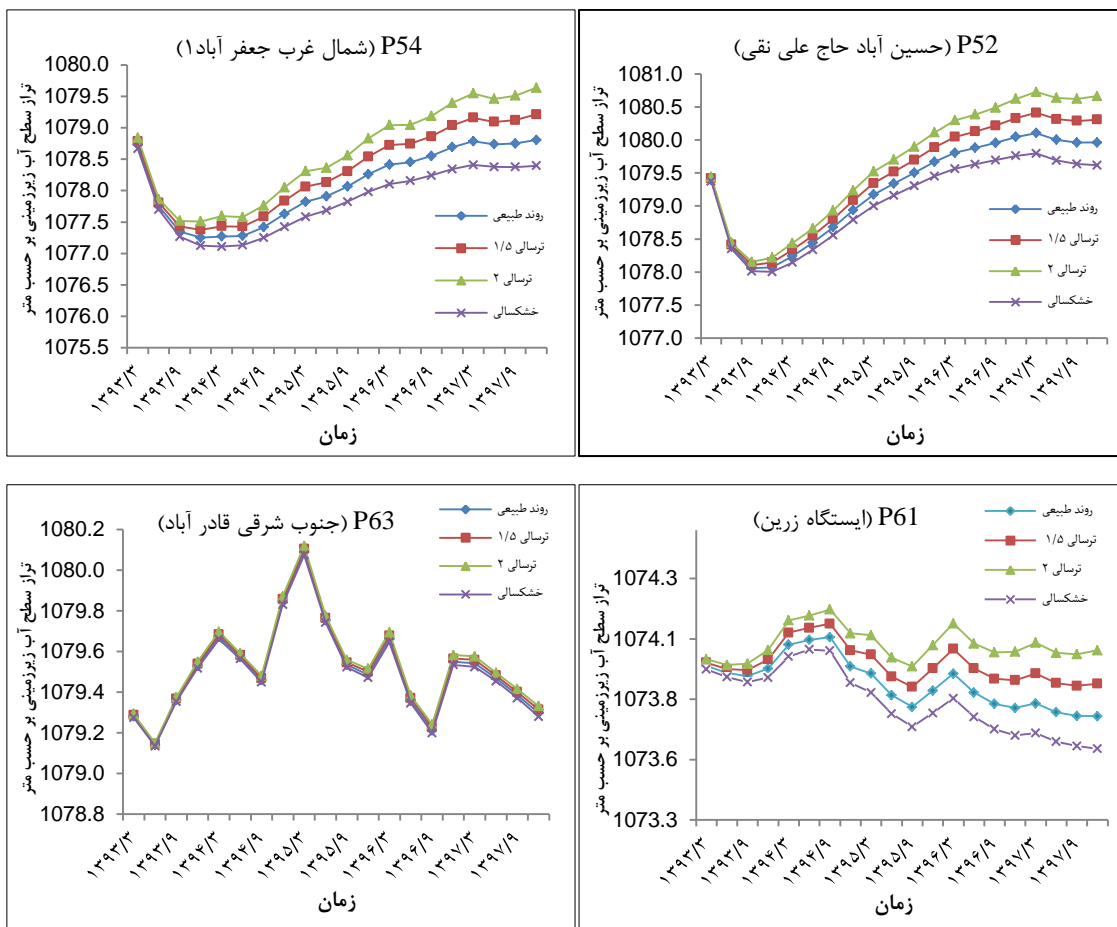 P54 (شمال غرب جعفر آباد۱)
تراز سطح آب زیرزمینی بر حسب متر
1080.0
1079.5
1079.0
1078.5
1078.0
1077.5
1077.0
1076.5
1076.0
1075.5
روند طبیعی
ترسالی ۱/۵
ترسالی ۲
خشکسالی
۱۳۹۳/۳
۱۳۹۳/۹
۱۳۹۴/۳
۱۳۹۴/۹
۱۳۹۵/۳
۱۳۹۵/۹
۱۳۹۶/۳
۱۳۹۶/۹
۱۳۹۷/۳
۱۳۹۷/۹
زمان
P52 (حسین آباد حاج علی نقی)
تراز سطح آب زیرزمینی بر حسب متر
1081.0
1080.5
1080.0
1079.5
1079.0
1078.5
1078.0
1077.5
1077.0
روند طبیعی
ترسالی ۱/۵
ترسالی ۲
خشکسالی
۱۳۹۳/۳
۱۳۹۳/۹
۱۳۹۴/۳
۱۳۹۴/۹
۱۳۹۵/۳
۱۳۹۵/۹
۱۳۹۶/۳
۱۳۹۶/۹
۱۳۹۷/۳
۱۳۹۷/۹
زمان
P63 (جنوب شرقی قادر آباد)
تراز سطح آب زیرزمینی بر حسب متر
1080.2
1080.0
1079.8
1079.6
1079.4
1079.2
1079.0
1078.8
روند طبیعی
ترسالی ۱/۵
ترسالی ۲
خشکسالی
۱۳۹۳/۳
۱۳۹۳/۹
۱۳۹۴/۳
۱۳۹۴/۹
۱۳۹۵/۳
۱۳۹۵/۹
۱۳۹۶/۳
۱۳۹۶/۹
۱۳۹۷/۳
۱۳۹۷/۹
زمان
P61 (ایستگاه زرین)
تراز سطح آب زیرزمینی بر حسب متر
1074.3
1074.1
1073.8
1073.6
1073.3
روند طبیعی
ترسالی ۱/۵
ترسالی ۲
خشکسالی
۱۳۹۳/۳
۱۳۹۳/۹
۱۳۹۴/۳
۱۳۹۴/۹
۱۳۹۵/۳
۱۳۹۵/۹
۱۳۹۶/۳
۱۳۹۶/۹
۱۳۹۷/۳
۱۳۹۷/۹
زمان